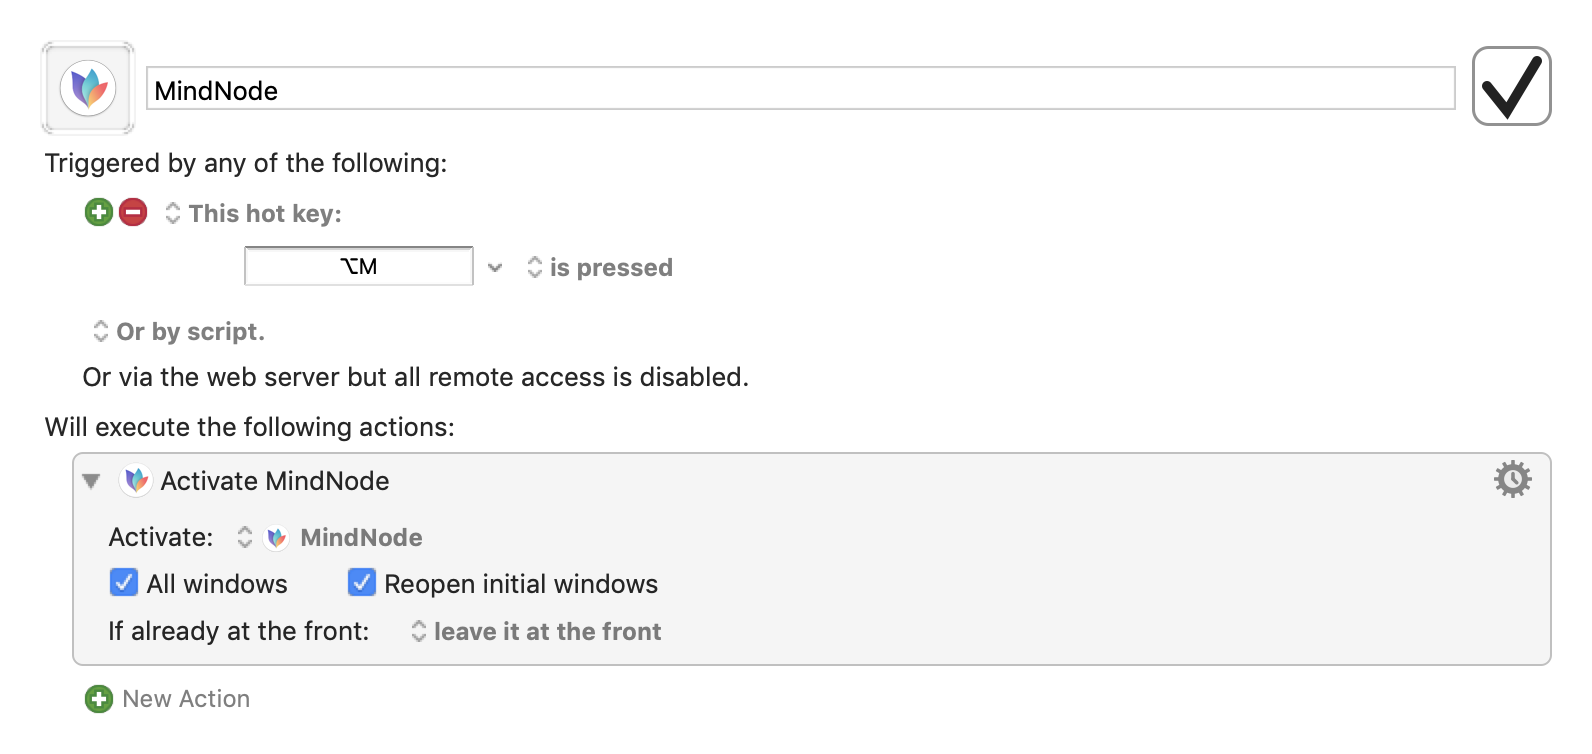 MindNode
Triggered by any of the following:
This hot key:
⌥M is pressed
Or by script.
Or via the web server but all remote access is disabled.
Will execute the following actions:
Activate MindNode
Activate: MindNode
All windows Reopen initial windows
If already at the front: leave it at the front
New Action